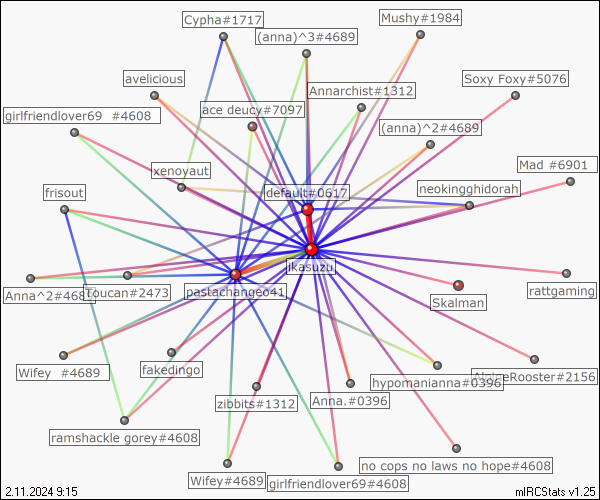 Cypha#1717
Mushy#1984
(anna)^3#4689
avelicious
Soxy Foxy#5076
Annarchist#1312
girlfriendlover69 #4608
ace deucy#7097
(anna)^2#4689
xenoyaut
Mad #6901
frisout
default#0617
neokingghidorah
jkasuzu
Anna^2#4689
Toucan#2473
jpastachange641
Skalman
rattgaming
Wifey #4689
fakedingo
hypomanianna#0396
#2156
zibbits#1312
Anna.#0396
ramshackle gorey#4608
no cops no laws no hope#4608
Wifey#4689
girlfriendlover69#4608
2.11.2024 9:15
mIRCStats v1.25